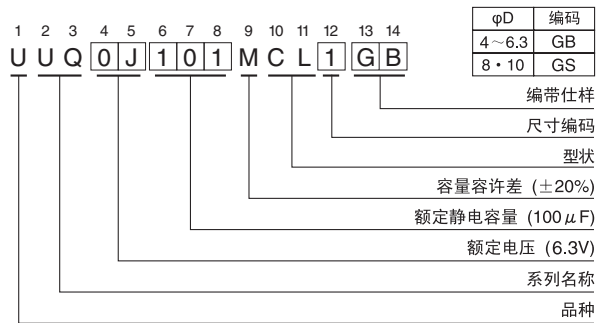 1 2 3 4 5 6 7 8 9 10 11 12 13 14
U U Q 0 J 1 0 1 M C L 1 G B
φD 编码
4～6.3 GB
8・10 GS
编带仕样
尺寸编码
型状
容量容许差 (±20%)
额定静电容量 (100μF)
额定电压 (6.3V)
系列名称
品种